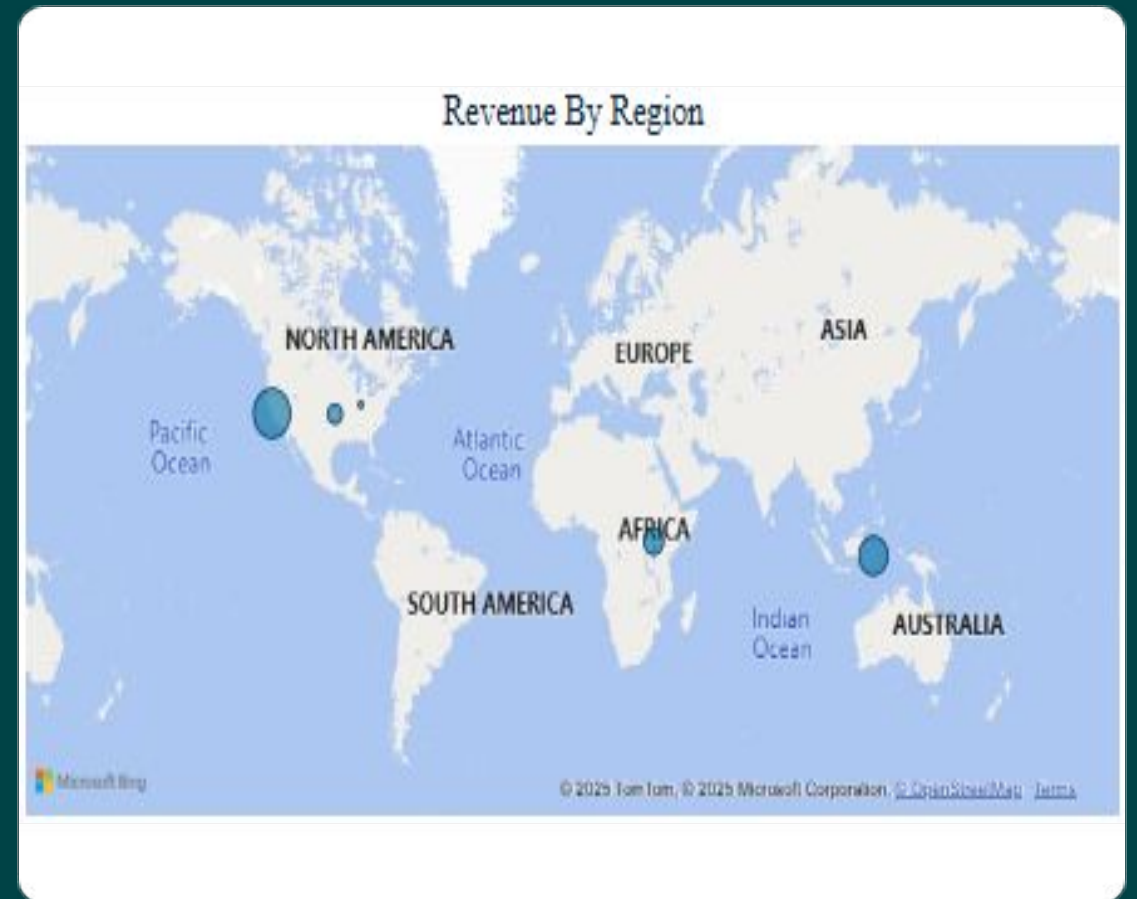 Revenue By Region
NORTH AMERICA
EUROPE
ASIA
Pacific
Ocean
Atlantic
Ocean
AFRICA
SOUTH AMERICA
Indian
Ocean
AUSTRALIA
Microsoft Bing
© 2025 TomTom, © 2025 Microsoft Corporation, © OpenStreetMap Terms